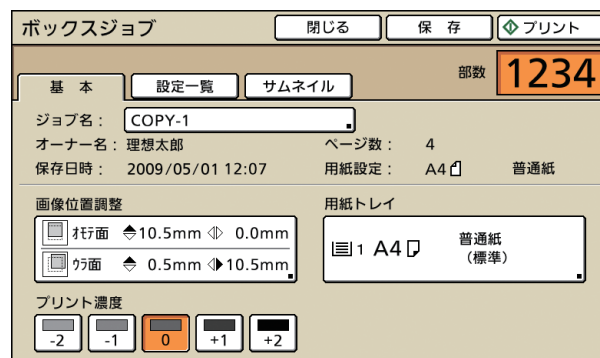 ボックスジョブ 閉じる 保 存 プリント
基 本 設定一覧 サムネイル 部数 1234
ジョブ名： COPY-1
オーナー名： 理想太郎 ページ数： 4
保存日時： 2009/05/01 12:07 用紙設定： A4 普通紙
画像位置調整 用紙トレイ
ｵﾓﾃ面 10.5mm 0.0mm
ｳﾗ面 0.5mm 10.5mm
1 A4 普通紙
（標準）
プリント濃度
-2 -1 0 +1 +2